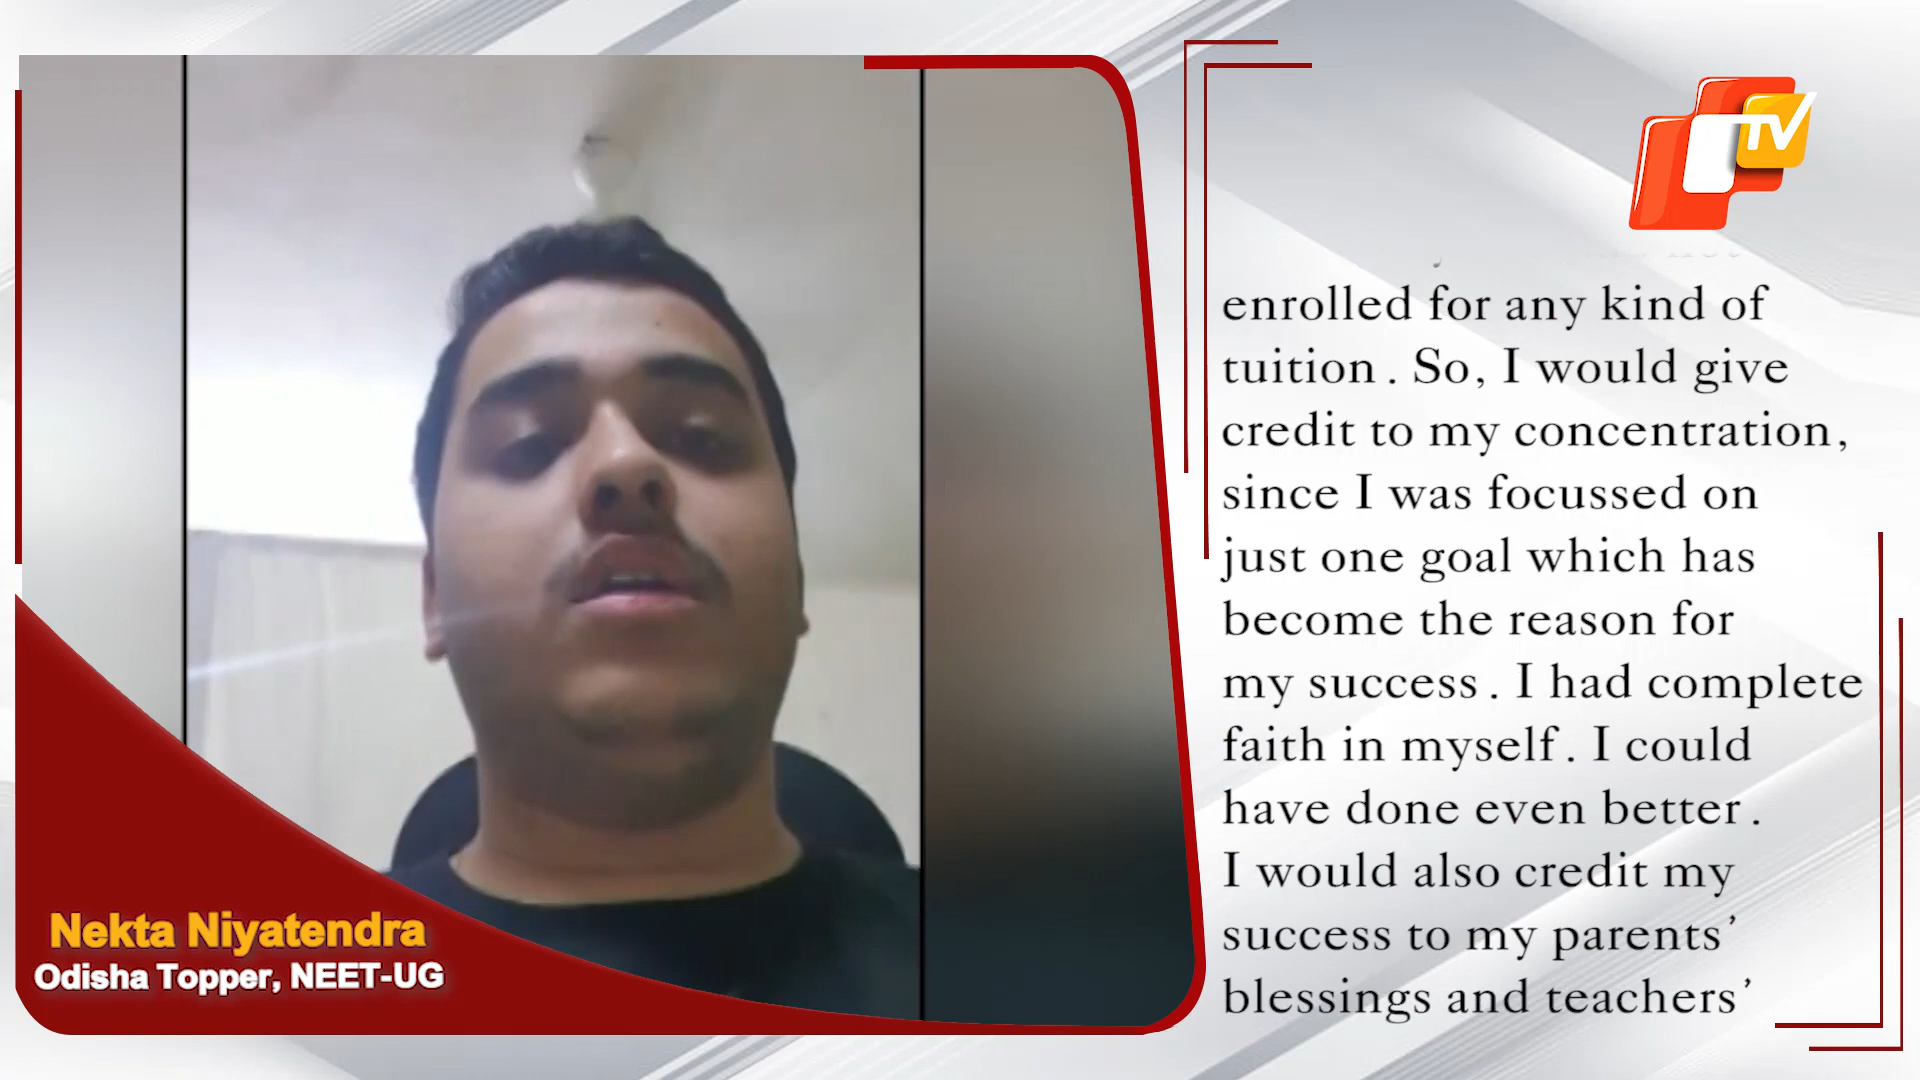 TV
enrolled for any kind of
tuition. So, I would give
credit to my concentration,
since I was focussed on
just one goal which has
become the reason for
my success. I had complete
faith in myself. I could
have done even better.
I would also credit my
success to my parents’
blessings and teachers’
Nekta Niyatendra
Odisha Topper, NEET-UG